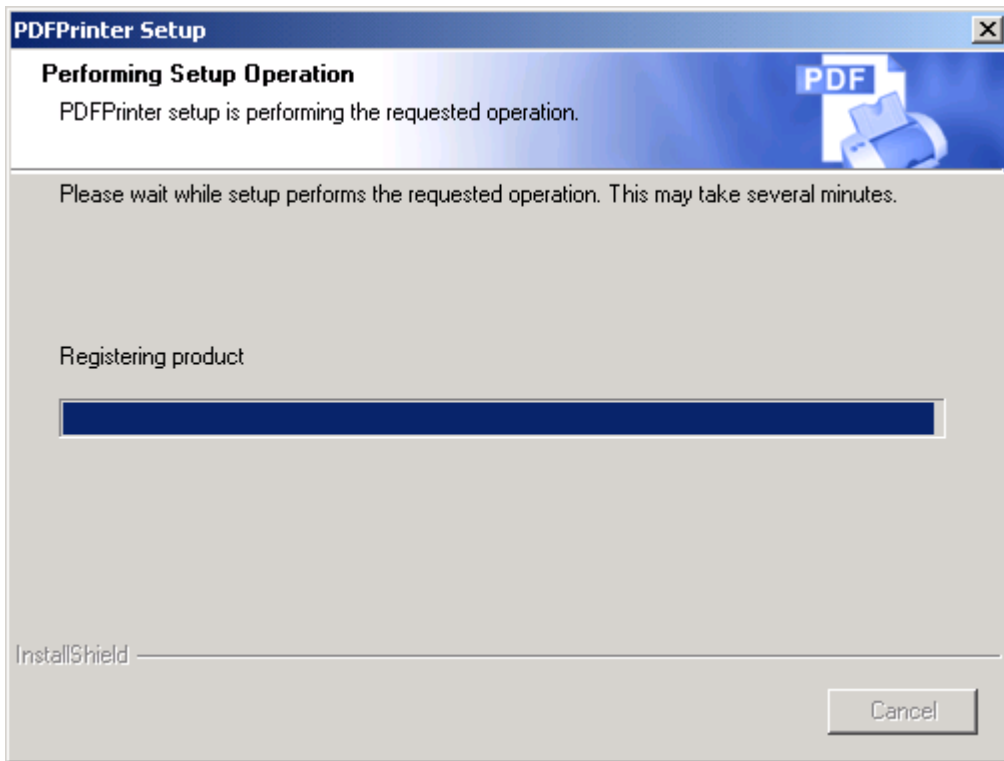 PDFPrinter Setup
Performing Setup Operation
PDF
PDFPrinter setup is performing the requested operation.
Please wait while setup performs the requested operation. This may take several minutes.
Registering product
InstallShield
Cancel